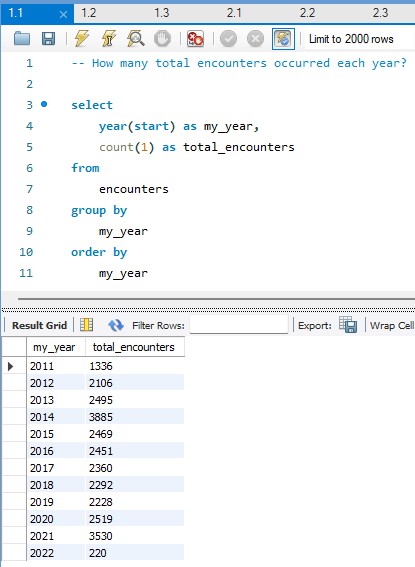 1.1 × 1.2 1.3 2.1 2.2 2.3
Limit to 2000 rows
1 -- How many total encounters occurred each year?
2
3 select
4 year(start) as my_year,
5 count(1) as total_encounters
6 from
7 encounters
8 group by
9 my_year
10 order by
11 my_year
Result Grid Filter Rows: Export: Wrap Cell
my_year total_encounters
2011 1336
2012 2106
2013 2495
2014 3885
2015 2469
2016 2451
2017 2360
2018 2292
2019 2228
2020 2519
2021 3530
2022 220